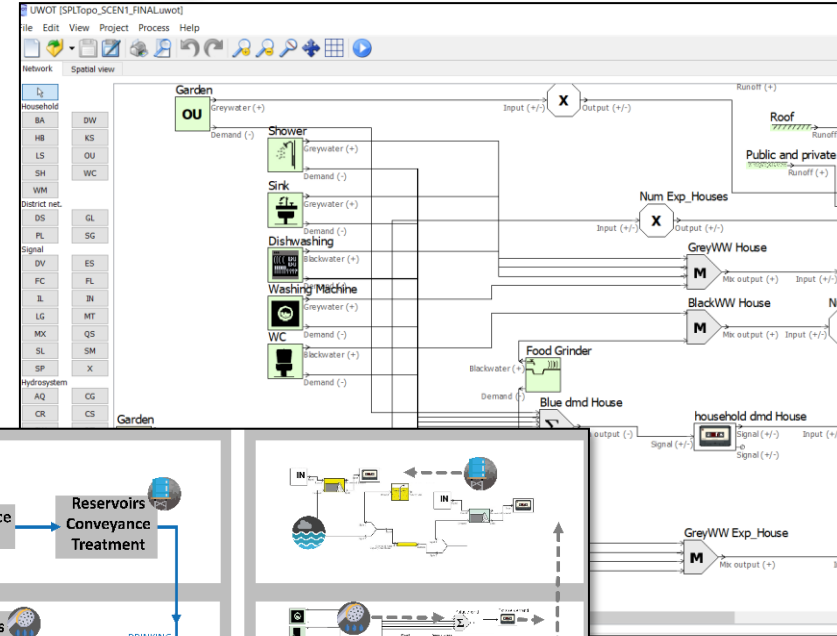 UWOT [SPLTopo_SCEN1_FINAL.uwot]
File Edit View Project Process Help
Network Spatial view
Household
BA DW
HB KS
LS OU
SH WC
WM
District net.
DS GL
PL SG
Signal
DV ES
FC FL
IL IN
LG MT
MX QS
SL SM
SP X
Hydrosystem
AQ CG
CR CS
Garden
OU
Greywater (+)
Demand (-)
Input (+/-)
X
Output (+/-)
Runoff (+)
Roof
Runoff
Public and private
Runoff (+)
Shower
Greywater (+)
Demand (-)
Sink
Greywater (+)
Demand (-)
Dishwashing
Blackwater (+)
Demand (-)
Washing Machine
Greywater (+)
Demand (-)
WC
Blackwater (+)
Demand (-)
Num Exp_Houses
Input (+/-)
X
Output (+/-)
GreyWW House
M
Mix output (+)
Input (+/-)
BlackWW House
M
Mix output (+)
Input (+/-)
Food Grinder
Blackwater (+)
Demand (-)
Blue dmd House
Σ
output (-)
household dmd House
Signal (+/-)
Signal (+/-)
Signal (+/-)
Input (+/
Garden
GreyWW Exp_House
M
Mix output (+)
ce
Reservoirs
Conveyance
Treatment
s
DRINKING
IN
IN
Σ